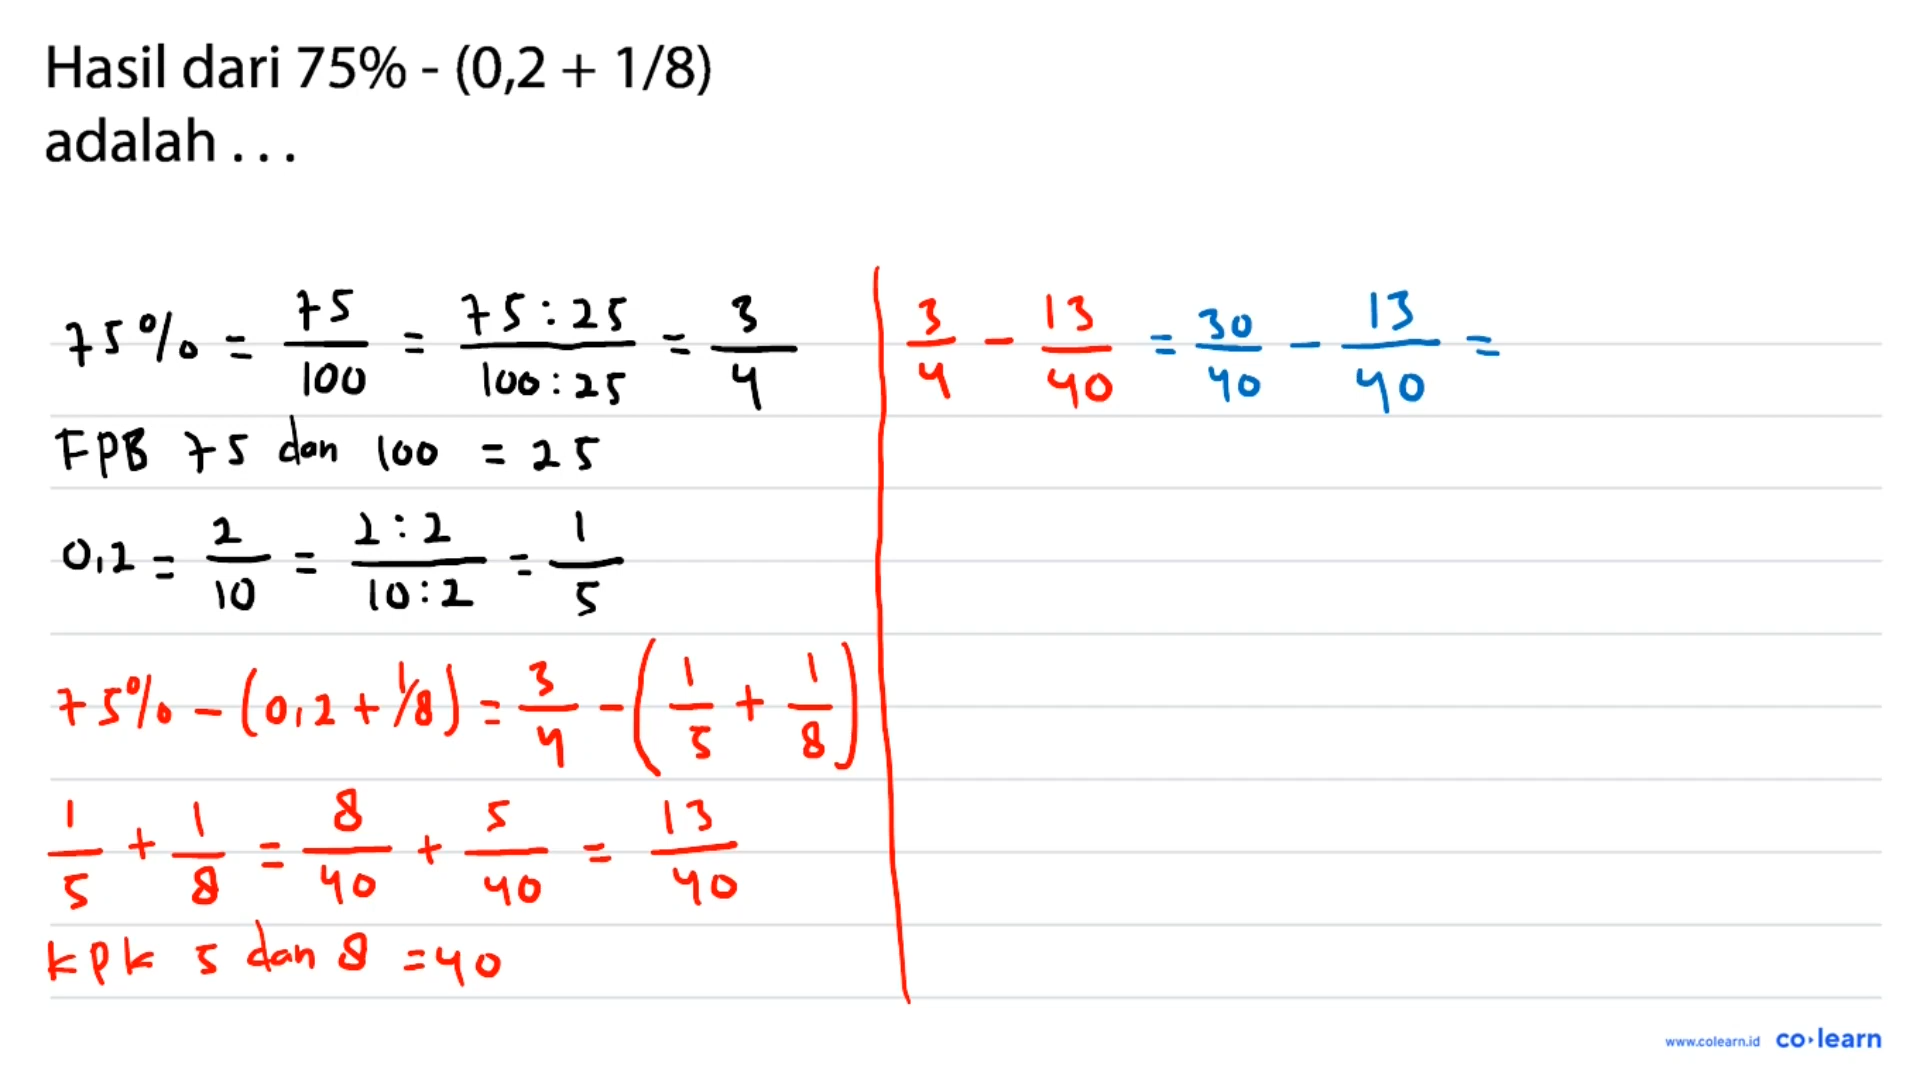 Hasil dari 75% - (0,2 + 1/8)
adalah . . .
75% = 75/100 = 75:25/100:25 = 3/4
FPB 75 dan 100 = 25
0,2 = 2/10 = 2:2/10:2 = 1/5
75% - (0,2 + 1/8) = 3/4 - (1/5 + 1/8)
1/5 + 1/8 = 8/40 + 5/40 = 13/40
KPK 5 dan 8 = 40
3/4 - 13/40 = 30/40 - 13/40 =
www.colearn.id co learn